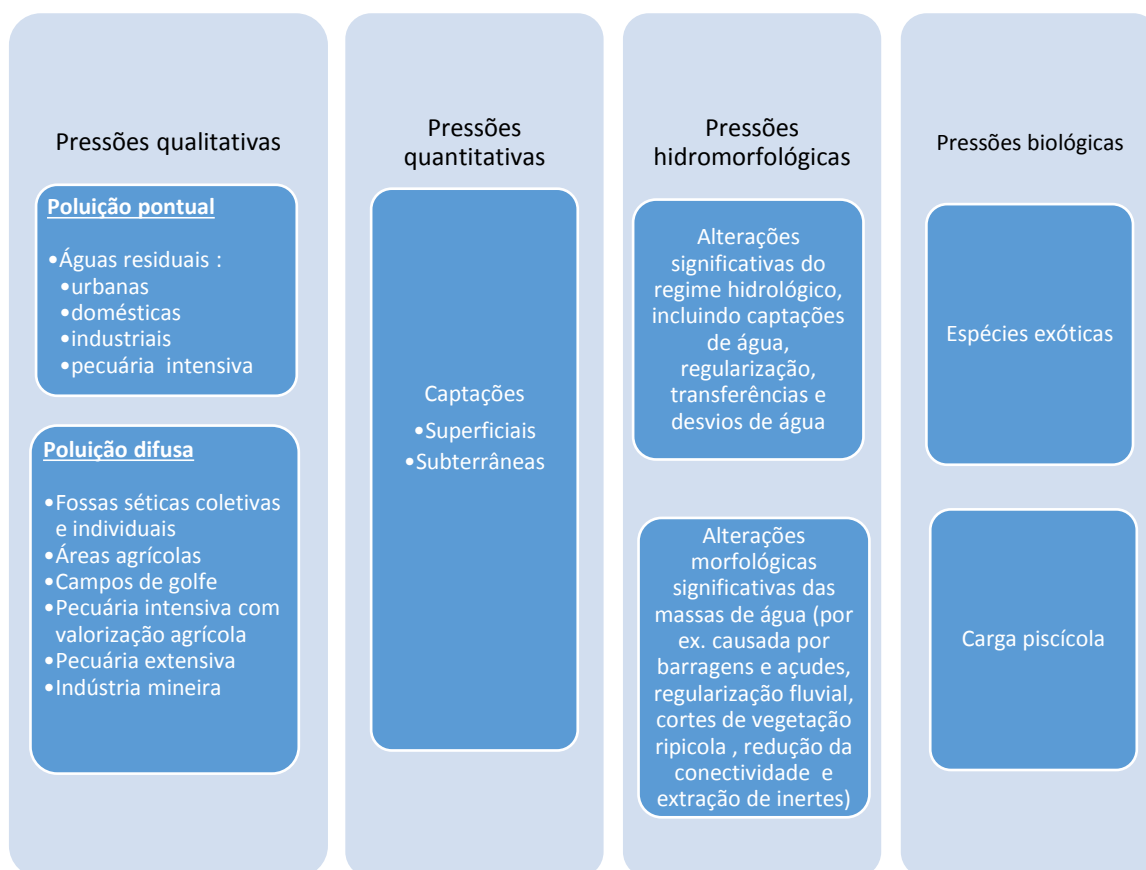 Pressões qualitativas
Poluição pontual
•Águas residuais :
•urbanas
•domésticas
•industriais
•pecuária intensiva
Poluição difusa
•Fossas séticas coletivas
e individuais
•Áreas agrícolas
•Campos de golfe
•Pecuária intensiva com
valorização agrícola
•Pecuária extensiva
•Indústria mineira
Pressões
quantitativas
Captações
•Superficiais
•Subterrâneas
Pressões
hidromorfológicas
Alterações
significativas do
regime hidrológico,
incluindo captações
de água,
regularização,
transferências e
desvios de água
Alterações
morfológicas
significativas das
massas de água (por
ex. causada por
barragens e açudes,
regularização fluvial,
cortes de vegetação
ripicola , redução da
conectividade e
extração de inertes)
Pressões biológicas
Espécies exóticas
Carga piscícola